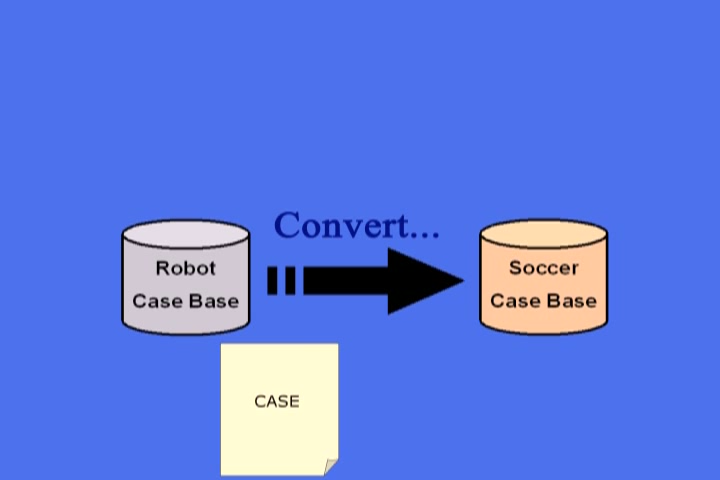 Convert...
Robot
Case Base
Soccer
Case Base
CASE